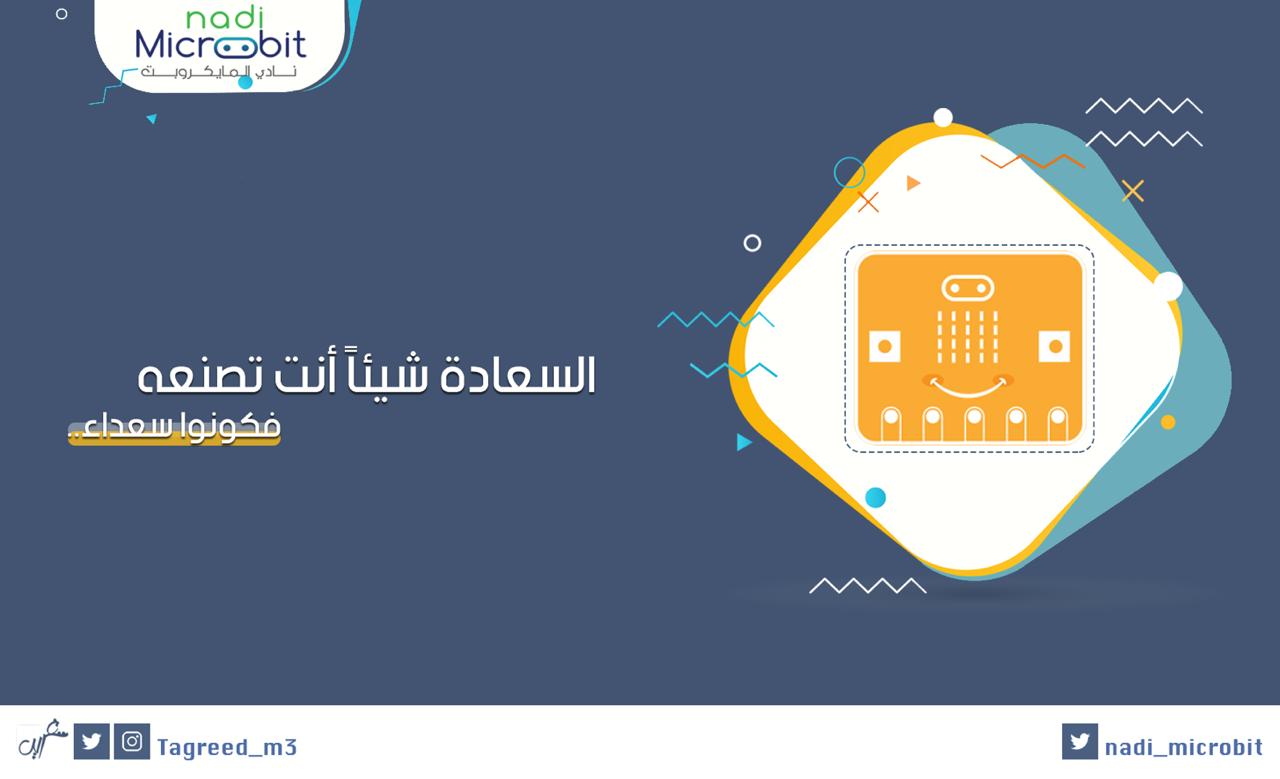 nadi
Microbit
نادي المايكروبت
السعادة شيئاً أنت تصنعه
فكونوا سعداء..
Tagreed_m3
nadi_microbit